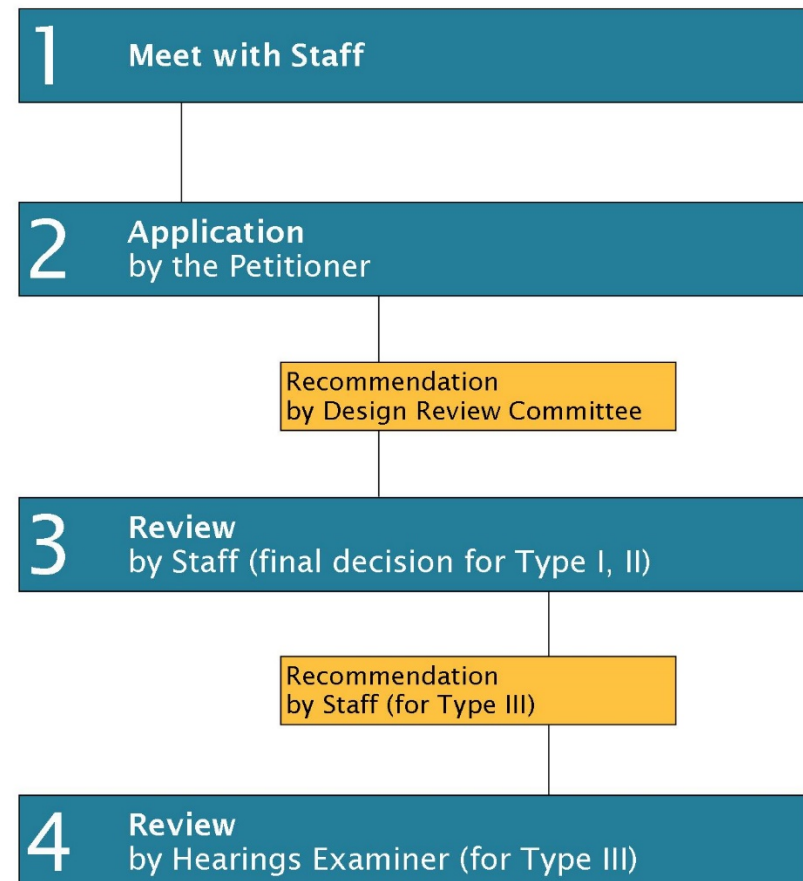 1 Meet with Staff
2 Application
by the Petitioner
Recommendation
by Design Review Committee
3 Review
by Staff (final decision for Type I, II)
Recommendation
by Staff (for Type III)
4 Review
by Hearings Examiner (for Type III)